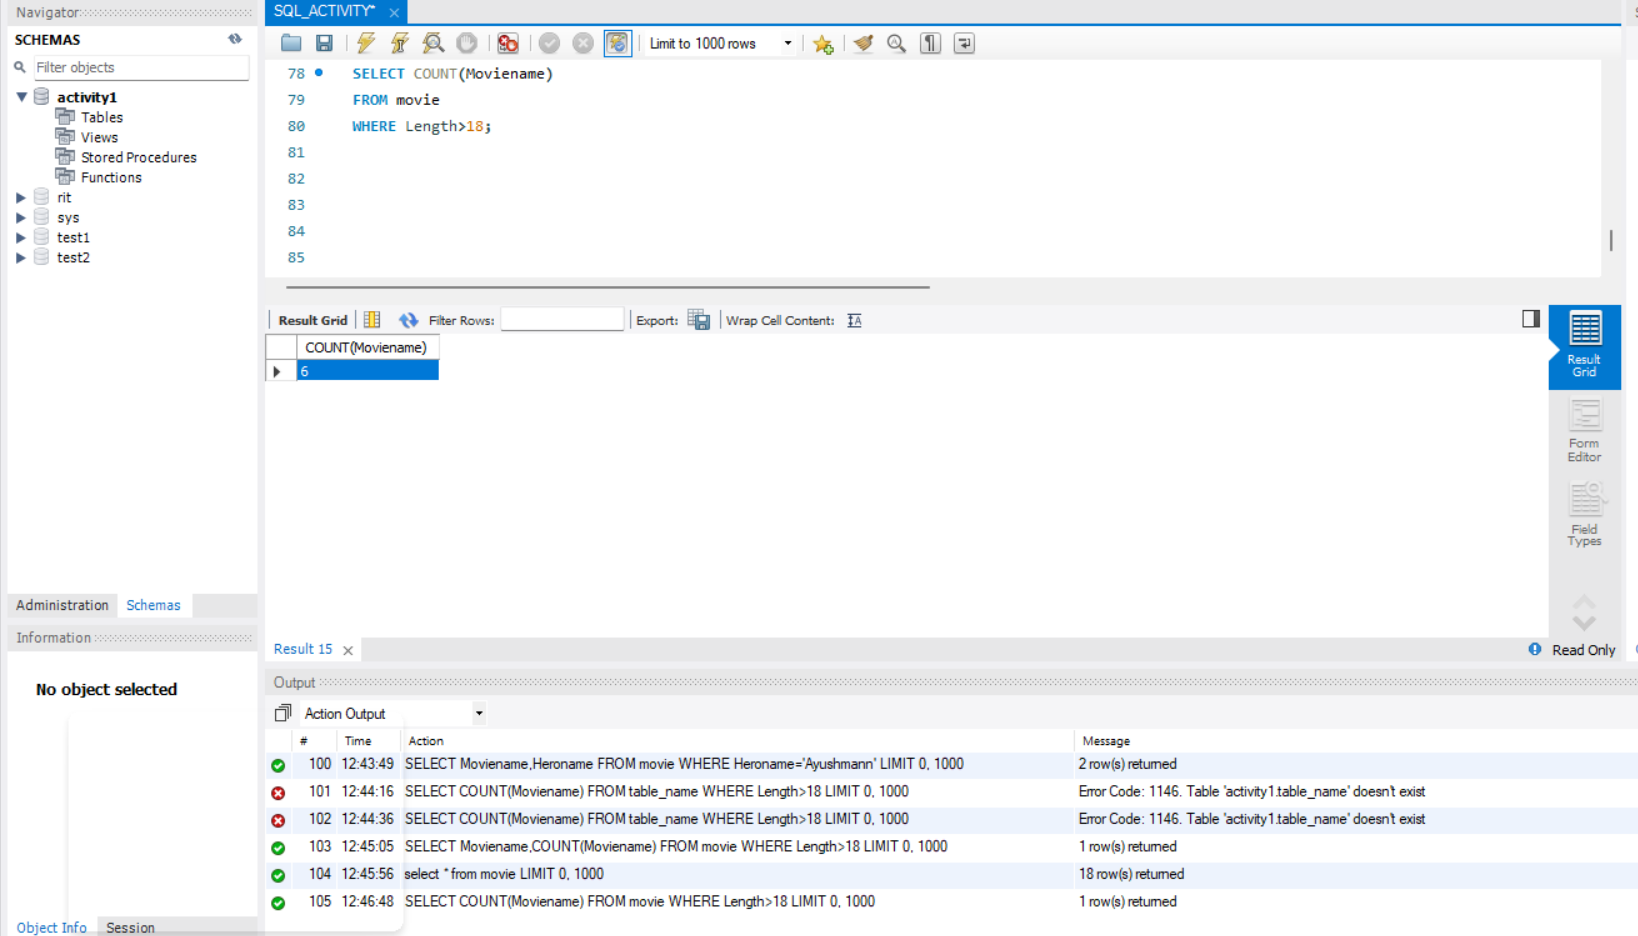 Navigator
SCHEMAS
Filter objects
activity1
Tables
Views
Stored Procedures
Functions
rit
sys
test1
test2
Administration
Schemas
Information
No object selected
Object Info
Session
SQL_ACTIVITY*
Limit to 1000 rows
78 SELECT COUNT(Moviename)
79 FROM movie
80 WHERE Length>18;
81
82
83
84
85
Result Grid Filter Rows: Export: Wrap Cell Content:
COUNT(Moviename)
6
Result
Grid
Form
Editor
Field
Types
Result 15
Read Only
Output
Action Output
# Time Action Message
100 12:43:49 SELECT Moviename,Heroname FROM movie WHERE Heroname='Ayushmann' LIMIT 0, 1000 2 row(s) returned
101 12:44:16 SELECT COUNT(Moviename) FROM table_name WHERE Length>18 LIMIT 0, 1000 Error Code: 1146. Table 'activity1.table_name' doesn't exist
102 12:44:36 SELECT COUNT(Moviename) FROM table_name WHERE Length>18 LIMIT 0, 1000 Error Code: 1146. Table 'activity1.table_name' doesn't exist
103 12:45:05 SELECT Moviename,COUNT(Moviename) FROM movie WHERE Length>18 LIMIT 0, 1000 1 row(s) returned
104 12:45:56 select * from movie LIMIT 0, 1000 18 row(s) returned
105 12:46:48 SELECT COUNT(Moviename) FROM movie WHERE Length>18 LIMIT 0, 1000 1 row(s) returned